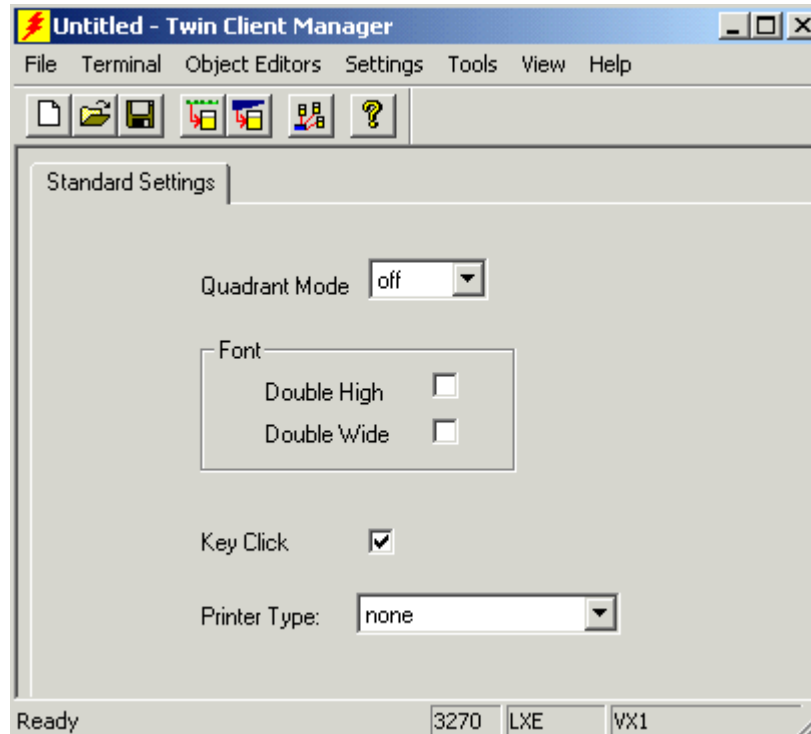 Untitled - Twin Client Manager
File Terminal Object Editors Settings Tools View Help
Standard Settings
Quadrant Mode off
Font
Double High
Double Wide
Key Click
Printer Type: none
Ready 3270 LXE VX1